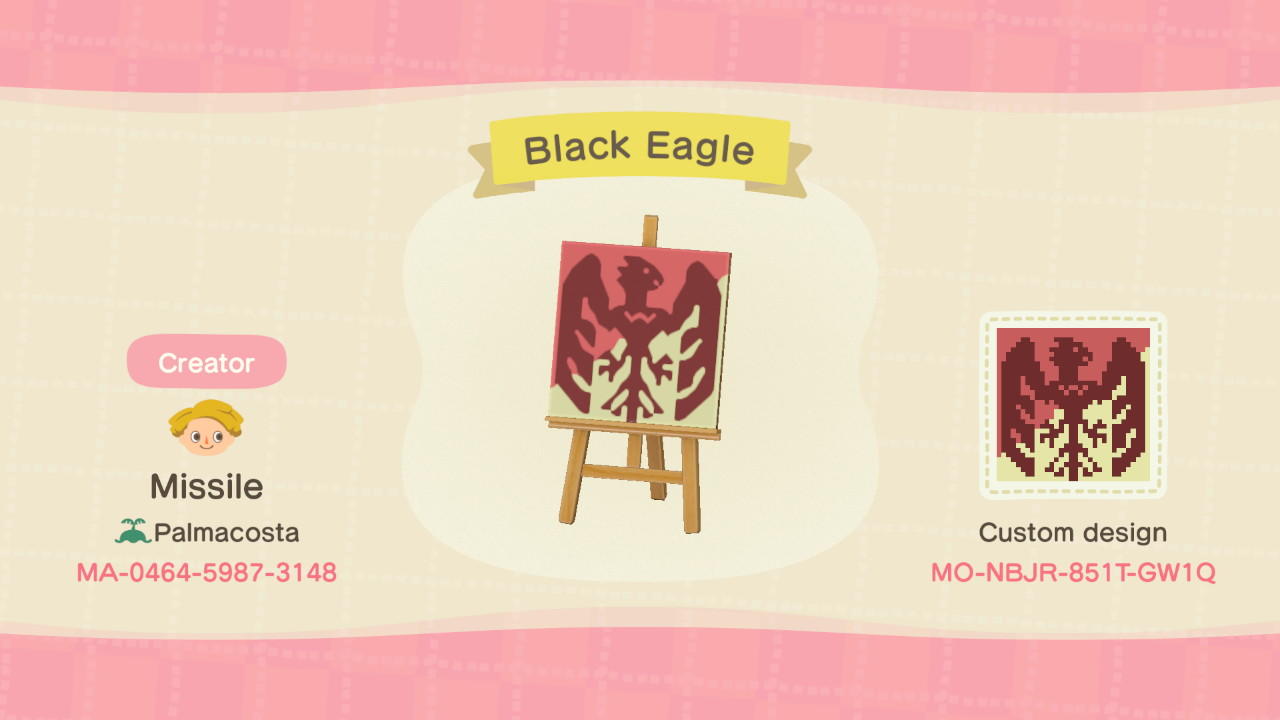 Black Eagle
Creator
Missile
Palmacosta
MA-0464-5987-3148
Custom design
MO-NBJR-851T-GW1Q